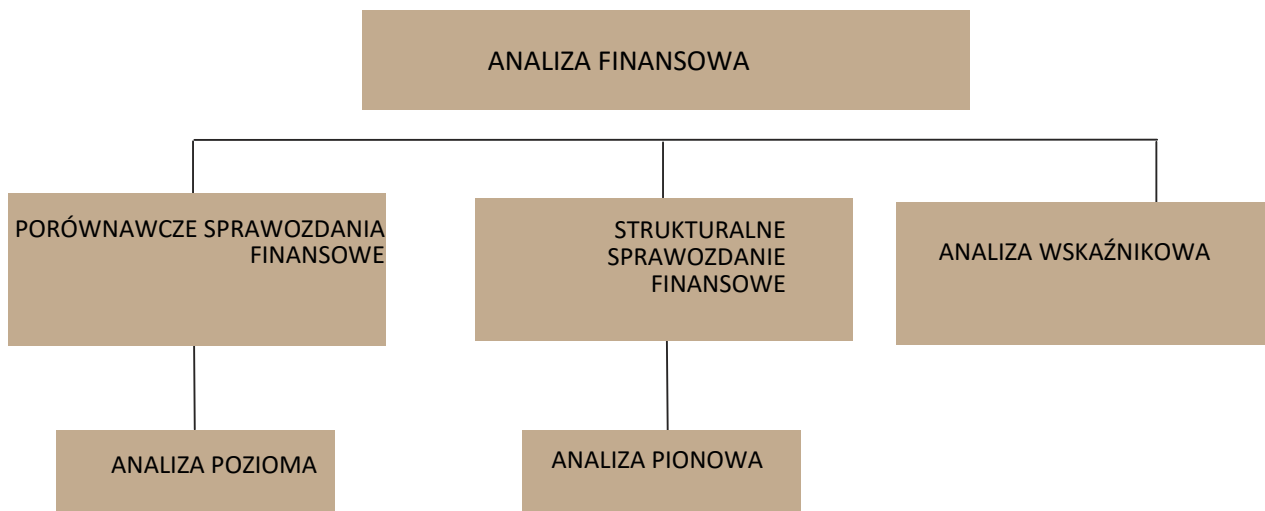 ANALIZA FINANSOWA
PORÓWNAWCZE SPRAWOZDANIA
FINANSOWE
STRUKTURALNE
SPRAWOZDANIE
FINANSOWE
ANALIZA WSKAŹNIKOWA
ANALIZA POZIOMA
ANALIZA PIONOWA